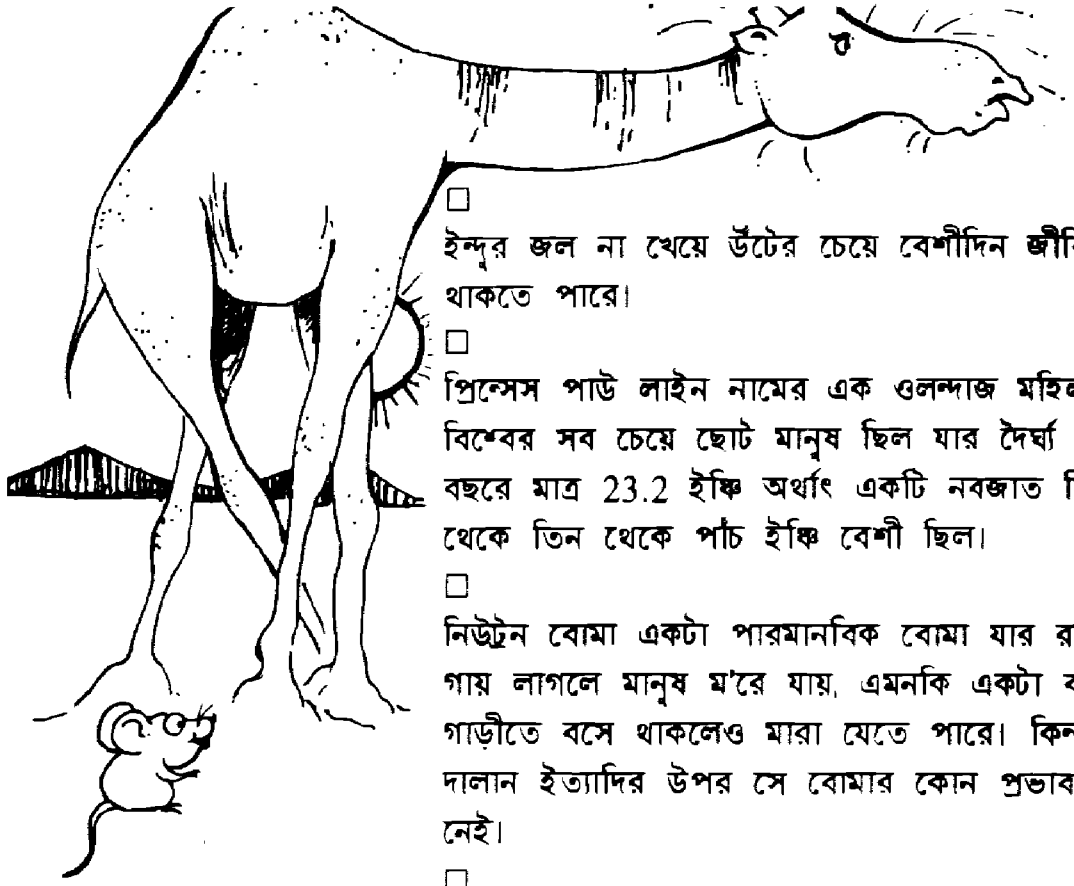 ইন্দুর জল না খেয়ে উঁটের চেয়ে বেশীদিন
থাকতে পারে।
প্রিন্সেস পাউ লাইন নামের এক ওলন্দাজ
বিশ্বের সব চেয়ে ছোট মানুষ ছিল যার দৈর্ঘ্য
বছরে মাত্র 23.2 ইঞ্চি অর্থাৎ একটি নবজাত
থেকে তিন থেকে পাঁচ ইঞ্চি বেশী ছিল।
নিউট্রন বোমা একটা পারমানবিক বোমা যার
গায় লাগলে মানুষ ম'রে যায়, এমনকি একটা
গাড়ীতে বসে থাকলেও মারা যেতে পারে।
দালান ইত্যাদির উপর সে বোমার কোন প্রভাব
নেই।